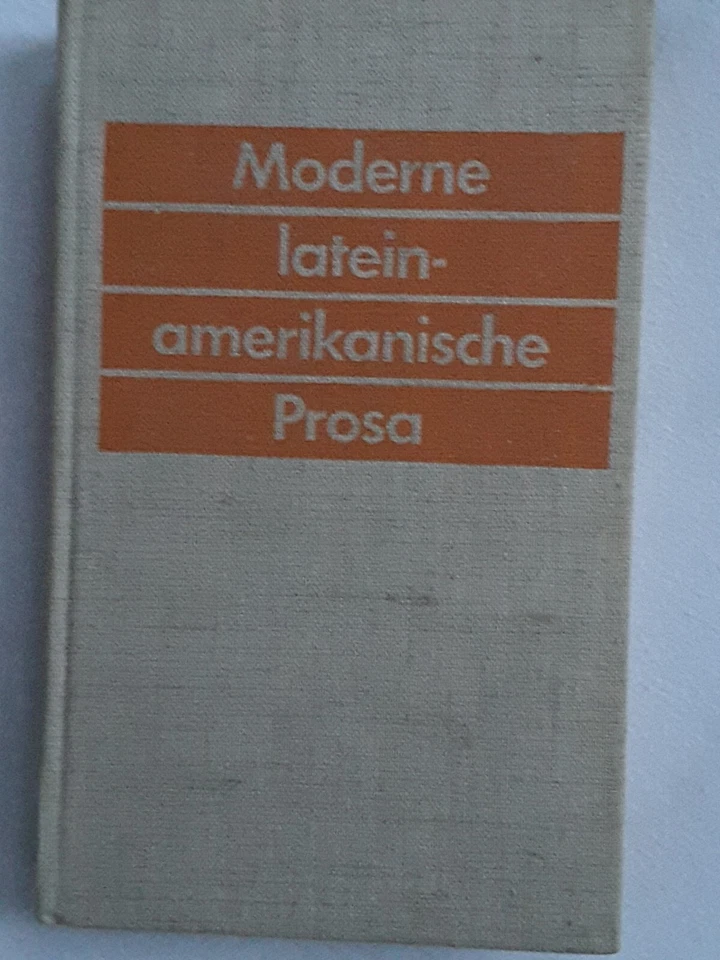 Moderne
latein-
amerikanische
Prosa